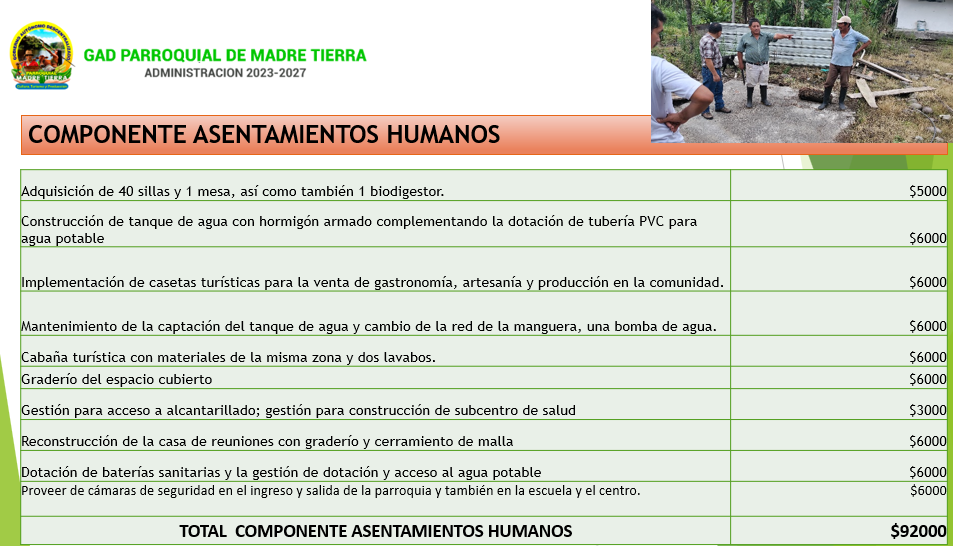 GAD PARROQUIAL DE MADRE TIERRA
ADMINISTRACION 2023-2027
MADRE TIERRA
COMPONENTE ASENTAMIENTOS HUMANOS
Adquisición de 40 sillas y 1 mesa, así como también 1 biodigestor. $5000
Construcción de tanque de agua con hormigón armado complementando la dotación de tubería PVC para
agua potable $6000
Implementación de casetas turísticas para la venta de gastronomía, artesanía y producción en la comunidad. $6000
Mantenimiento de la captación del tanque de agua y cambio de la red de la manguera, una bomba de agua. $6000
Cabaña turística con materiales de la misma zona y dos lavabos. $6000
Graderío del espacio cubierto $6000
Gestión para acceso a alcantarillado; gestión para construcción de subcentro de salud $3000
Reconstrucción de la casa de reuniones con graderío y cerramiento de malla $6000
Dotación de baterías sanitarias y la gestión de dotación y acceso al agua potable $6000
Proveer de cámaras de seguridad en el ingreso y salida de la parroquia y también en la escuela y el centro. $6000
TOTAL COMPONENTE ASENTAMIENTOS HUMANOS $92000